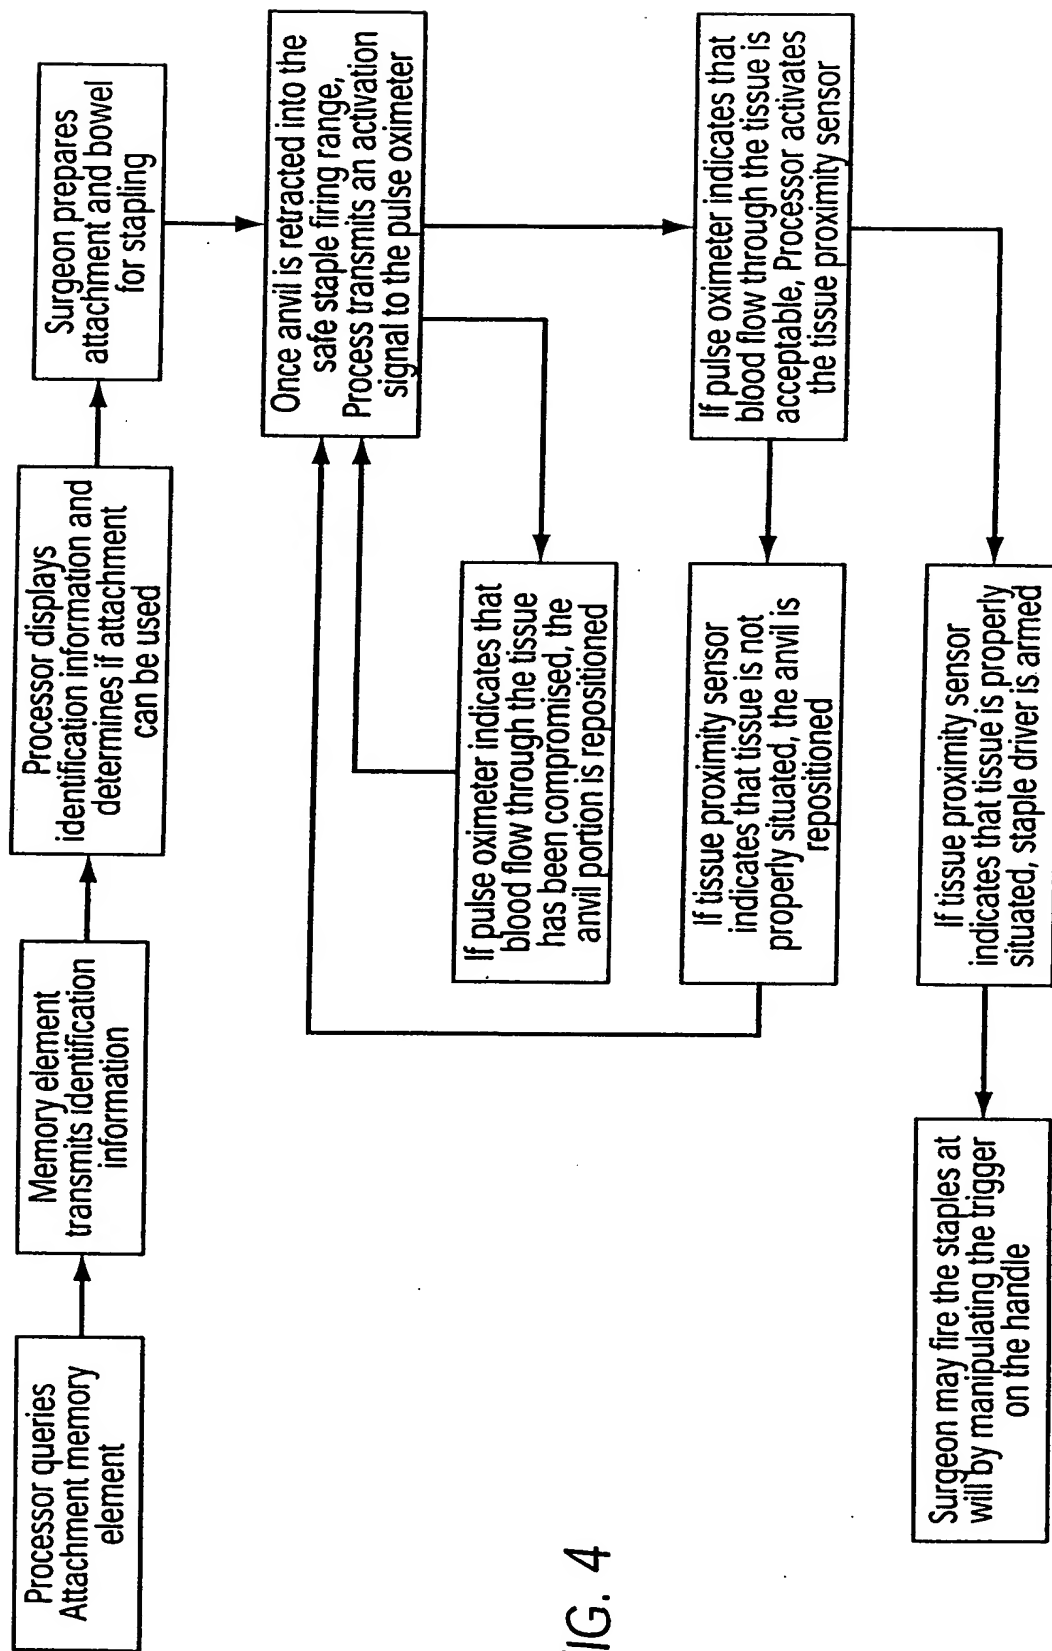 Processor queries
Attachment memory
element
Memory element
transmits identification
information
Processor displays
identification information and
determines if attachment
can be used
Surgeon prepares
attachment and bowel
for stapling
Once anvil is retracted into the
safe staple firing range,
Process transmits an activation
signal to the pulse oximeter
If pulse oximeter indicates that
blood flow through the tissue
has been compromised, the
anvil portion is repositioned
If pulse oximeter indicates that
blood flow through the tissue is
acceptable, Processor activates
the tissue proximity sensor
If tissue proximity sensor
indicates that tissue is not
properly situated, the anvil is
repositioned
If tissue proximity sensor
indicates that tissue is properly
situated, staple driver is armed
Surgeon may fire the staples at
will by manipulating the trigger
on the handle
IG. 4